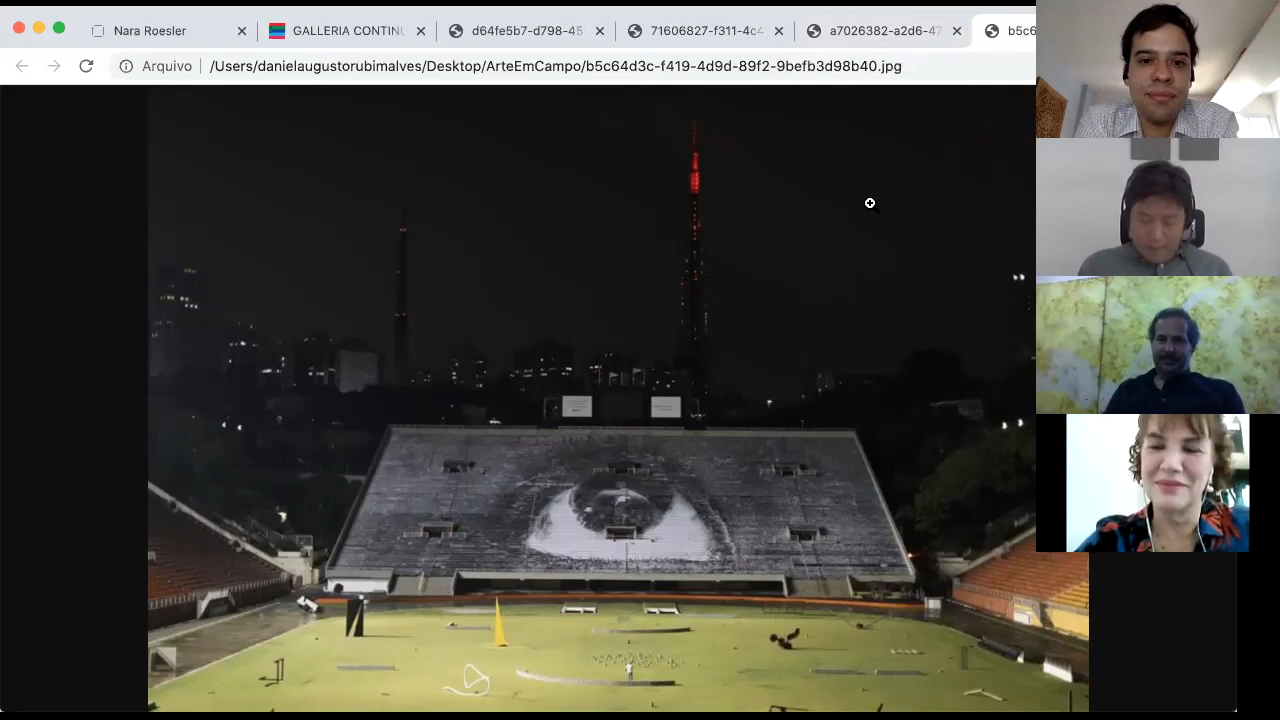 Nara Roesler
GALLERIA CONTINU
d64fe5b7-d798-45
71606827-f311-4c4
a7026382-a2d6-47
b5c6
Arquivo
/Users/danielaugustorubimalves/Desktop/ArteEmCampo/b5c64d3c-f419-4d9d-89f2-9befb3d98b40.jpg